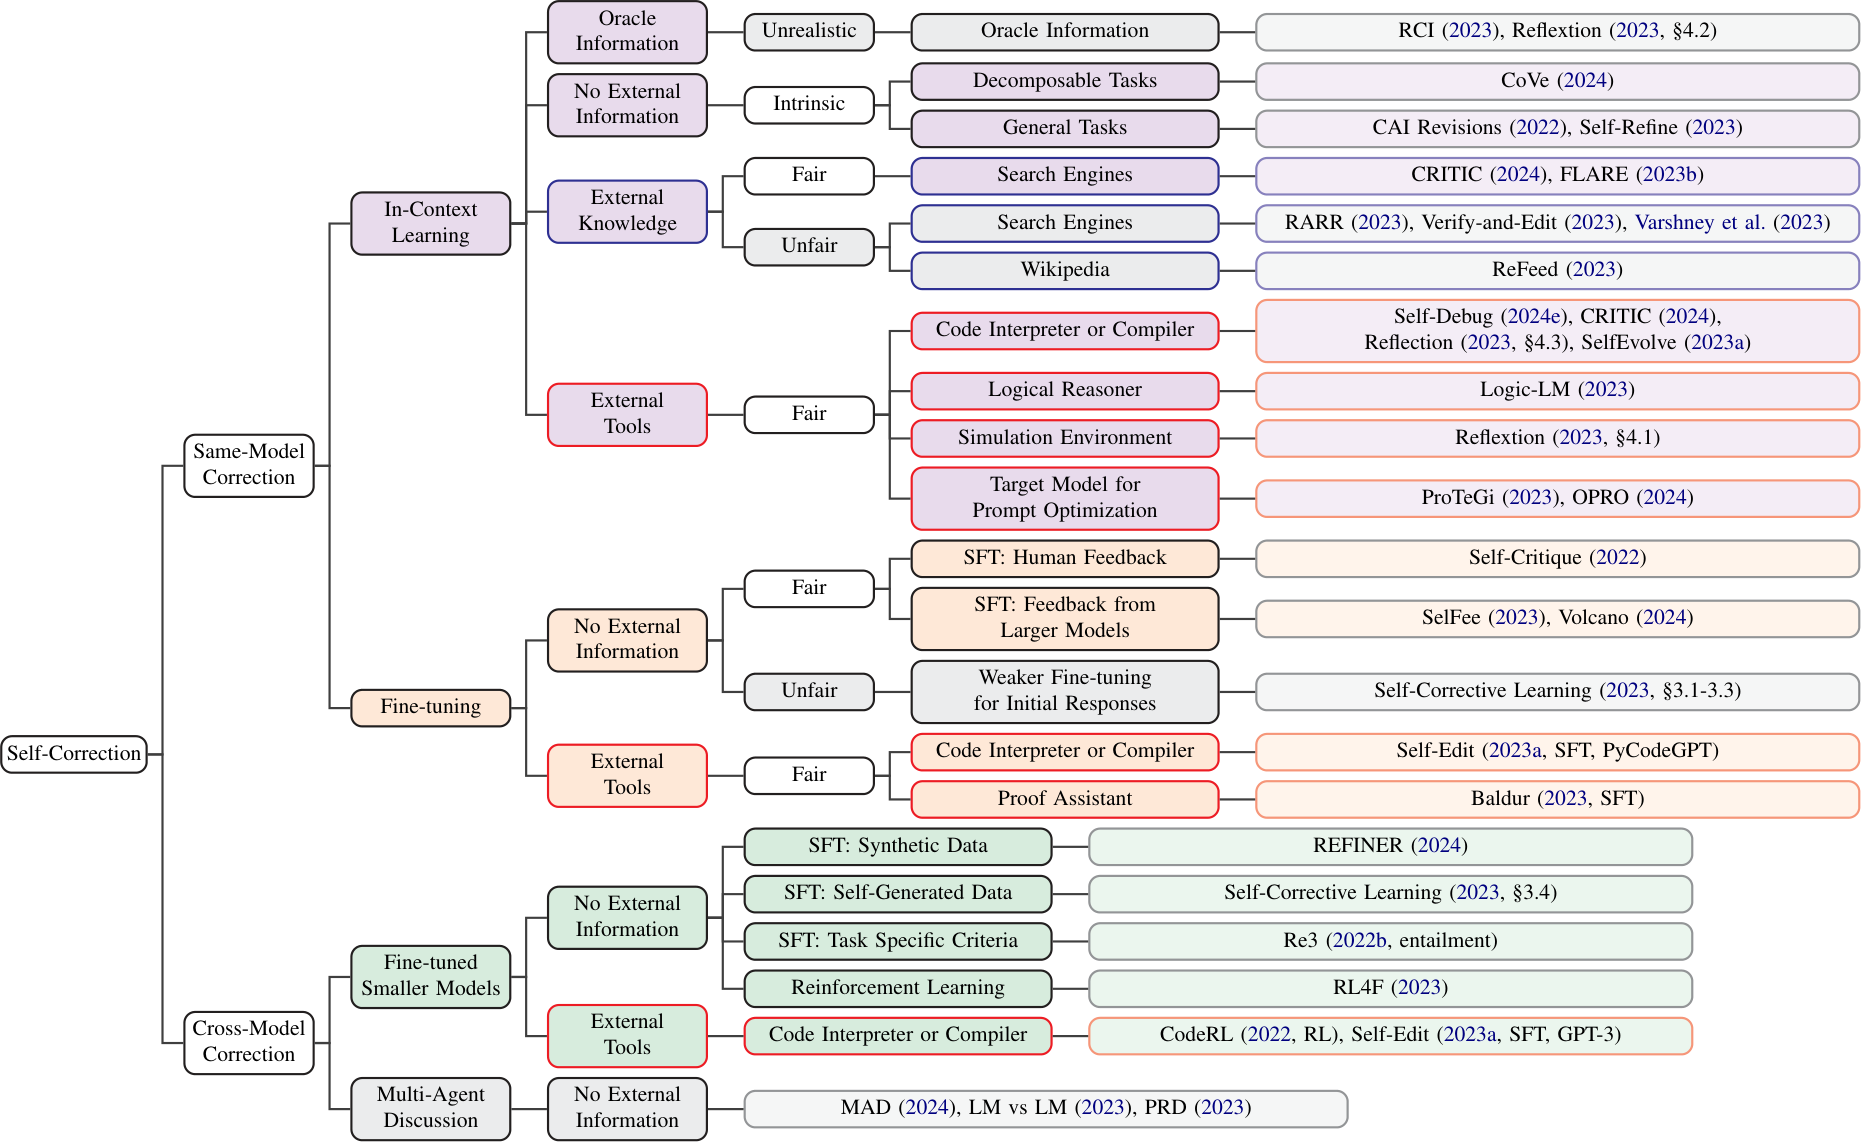 Oracle
Information
Unrealistic
Oracle Information
RCI (2023), Reflextion (2023, §4.2)
No External
Information
Intrinsic
Decomposable Tasks
CoVe (2024)
General Tasks
CAI Revisions (2022), Self-Refine (2023)
In-Context
Learning
External
Knowledge
Fair
Search Engines
CRITIC (2024), FLARE (2023b)
Unfair
Search Engines
RARR (2023), Verify-and-Edit (2023), Varshney et al. (2023)
Wikipedia
ReFeed (2023)
External
Tools
Fair
Code Interpreter or Compiler
Self-Debug (2024e), CRITIC (2024),
Reflection (2023, §4.3), SelfEvolve (2023a)
Logical Reasoner
Logic-LM (2023)
Simulation Environment
Reflextion (2023, §4.1)
Target Model for
Prompt Optimization
ProTeGi (2023), OPRO (2024)
Same-Model
Correction
Fine-tuning
No External
Information
Fair
SFT: Human Feedback
Self-Critique (2022)
SFT: Feedback from
Larger Models
SelFee (2023), Volcano (2024)
Unfair
Weaker Fine-tuning
for Initial Responses
Self-Corrective Learning (2023, §3.1-3.3)
External
Tools
Fair
Code Interpreter or Compiler
Self-Edit (2023a, SFT, PyCodeGPT)
Proof Assistant
Baldur (2023, SFT)
Self-Correction
Cross-Model
Correction
Fine-tuned
Smaller Models
No External
Information
SFT: Synthetic Data
REFINER (2024)
SFT: Self-Generated Data
Self-Corrective Learning (2023, §3.4)
SFT: Task Specific Criteria
Re3 (2022b, entailment)
Reinforcement Learning
RL4F (2023)
External
Tools
Code Interpreter or Compiler
CodeRL (2022, RL), Self-Edit (2023a, SFT, GPT-3)
Multi-Agent
Discussion
No External
Information
MAD (2024), LM vs LM (2023), PRD (2023)